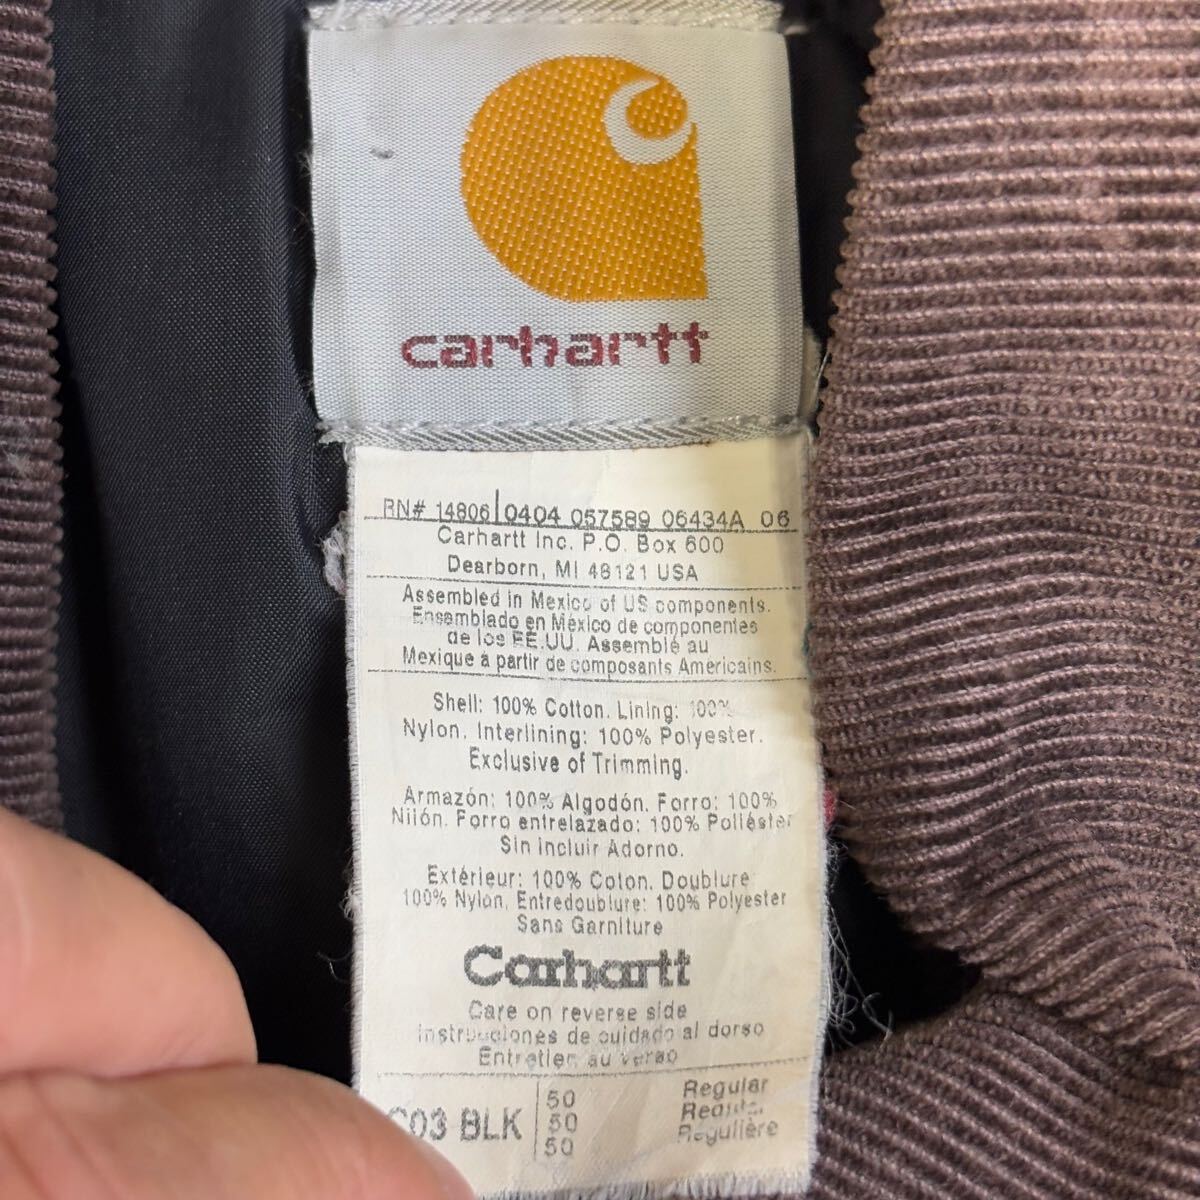 carhartt
RN# 14806 0404 057589 06434A 06
Carhartt Inc. P.O. Box 600
Dearborn, MI 48121 USA
Assembled in Mexico of US components.
Ensamblado en México de componentes
de los EE.UU. Assemblé au
Mexique à partir de composants Américains.
Shell: 100% Cotton. Lining: 100%
Nylon. Interlining: 100% Polyester.
Exclusive of Trimming.
Armazón: 100% Algodón. Forro: 100%
Nilón. Forro entrelazado: 100% Poliéster
Sin incluir Adorno.
Extérieur: 100% Coton. Doublure:
100% Nylon. Entredoublure: 100% Polyester
Sans Garniture
Carhartt
Care on reverse side
Instrucciones de cuidado al dorso
Entretien au verso
BLK
50 Regular
50 Regular
50 Regulière